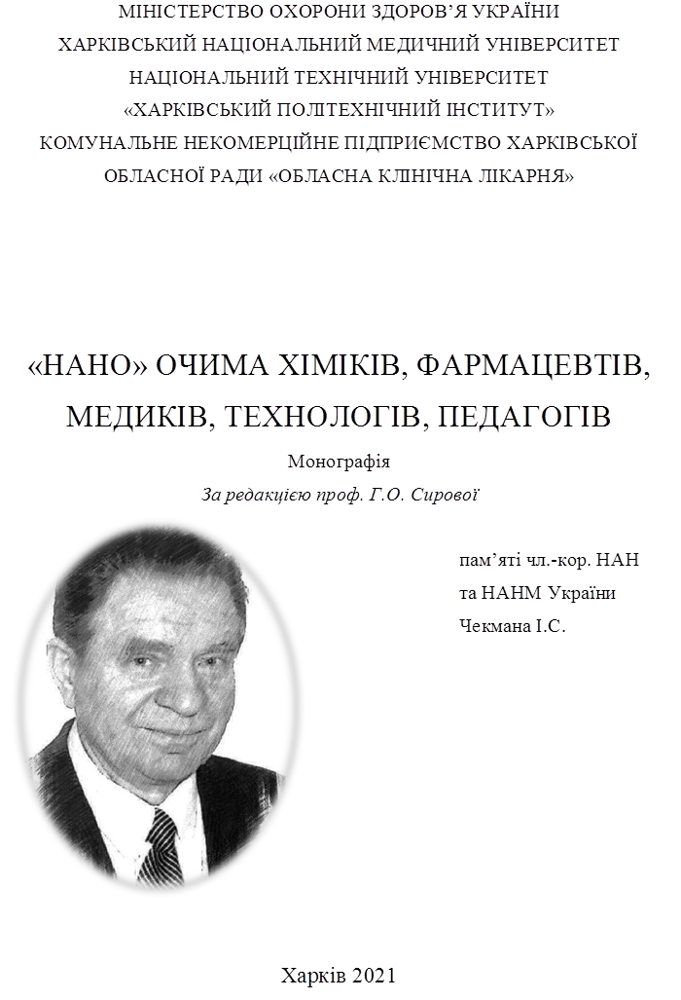 МІНІСТЕРСТВО ОХОРОНИ ЗДОРОВ’Я УКРАЇНИ
ХАРКІВСЬКИЙ НАЦІОНАЛЬНИЙ МЕДИЧНИЙ УНІВЕРСИТЕТ
НАЦІОНАЛЬНИЙ ТЕХНІЧНИЙ УНІВЕРСИТЕТ
«ХАРКІВСЬКИЙ ПОЛІТЕХНІЧНИЙ ІНСТИТУТ»
КОМУНАЛЬНЕ НЕКОМЕРЦІЙНЕ ПІДПРИЄМСТВО ХАРКІВСЬКОЇ
ОБЛАСНОЇ РАДИ «ОБЛАСНА КЛІНІЧНА ЛІКАРНЯ»
«НАНО» ОЧИМА ХІМІКІВ, ФАРМАЦЕВТІВ,
МЕДИКІВ, ТЕХНОЛОГІВ, ПЕДАГОГІВ
Монографія
За редакцією проф. Г.О. Сирової
пам’яті чл.-кор. НАН
та НАНМ України
Чекмана І.С.
Харків 2021